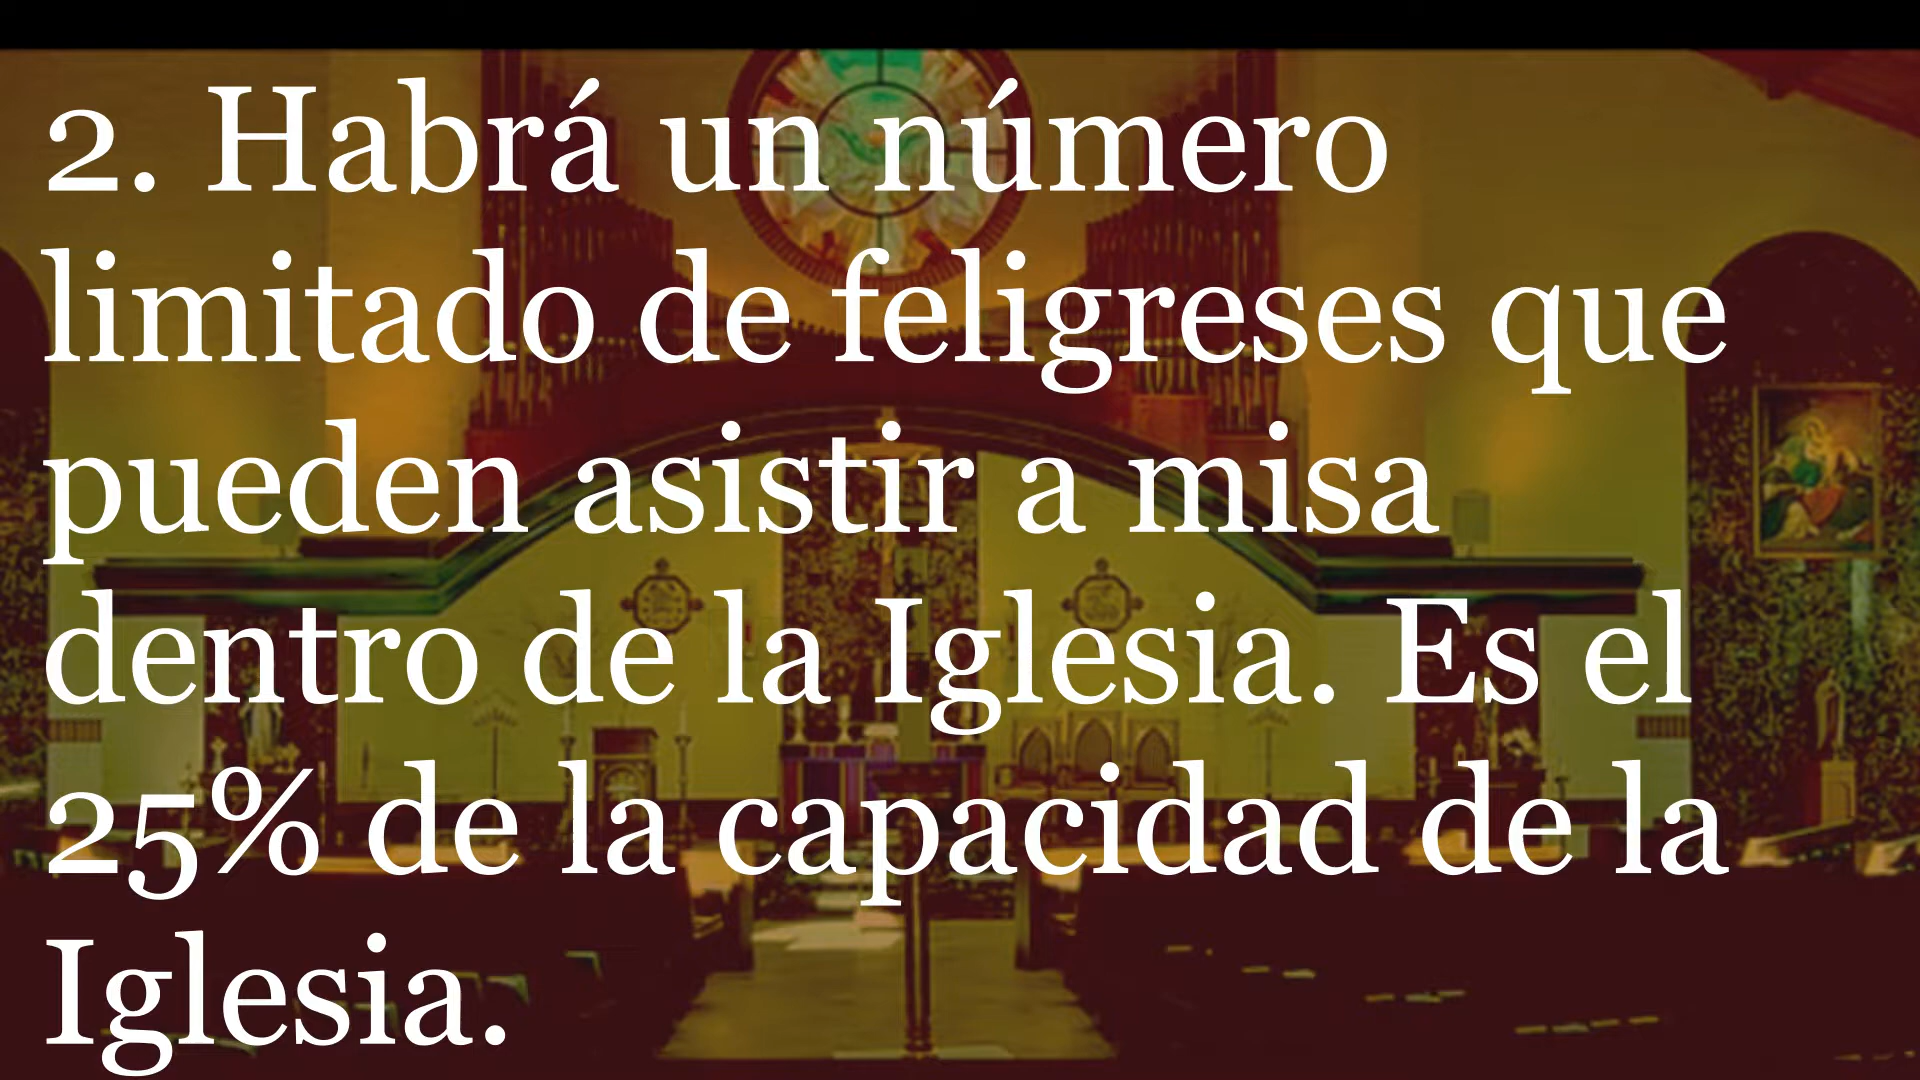 2. Habrá un número
limitado de feligreses que
pueden asistir a misa
dentro de la Iglesia. Es el
25% de la capacidad de la
Iglesia.